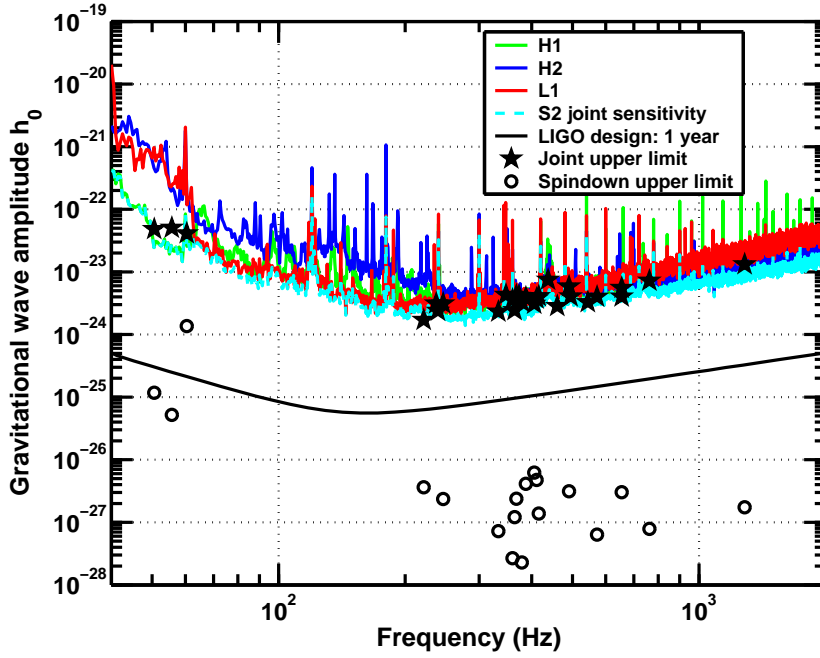 Gravitational wave amplitude h_0
10^−19
10^−20
10^−21
10^−22
10^−23
10^−24
10^−25
10^−26
10^−27
10^−28
H1
H2
L1
S2 joint sensitivity
LIGO design: 1 year
Joint upper limit
Spindown upper limit
10^2
10^3
Frequency (Hz)